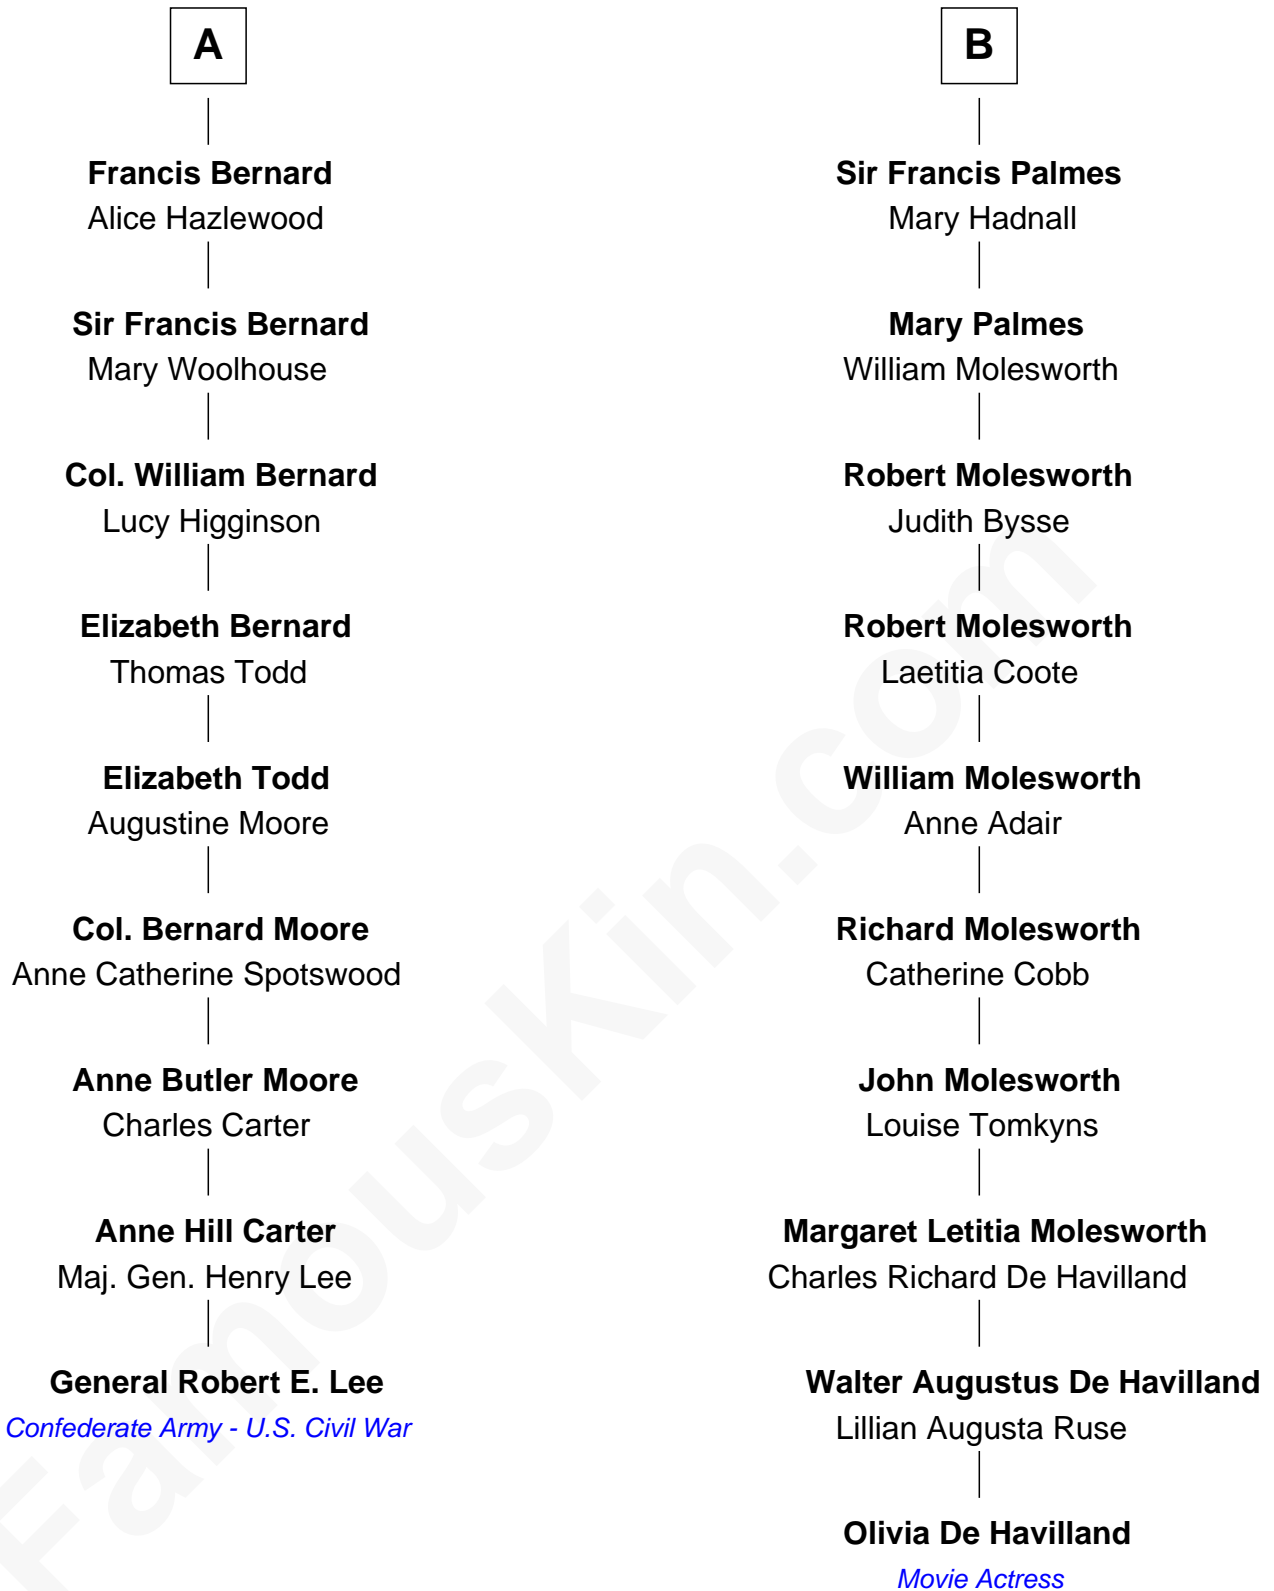 A
Francis Bernard
Alice Hazlewood
Sir Francis Bernard
Mary Woolhouse
Col. William Bernard
Lucy Higginson
Elizabeth Bernard
Thomas Todd
Elizabeth Todd
Augustine Moore
Col. Bernard Moore
Anne Catherine Spotswood
Anne Butler Moore
Charles Carter
Anne Hill Carter
Maj. Gen. Henry Lee
General Robert E. Lee
Confederate Army - U.S. Civil War
B
Sir Francis Palmes
Mary Hadnall
Mary Palmes
William Molesworth
Robert Molesworth
Judith Bysse
Robert Molesworth
Laetitia Coote
William Molesworth
Anne Adair
Richard Molesworth
Catherine Cobb
John Molesworth
Louise Tomkyns
Margaret Letitia Molesworth
Charles Richard De Havilland
Walter Augustus De Havilland
Lillian Augusta Ruse
Olivia De Havilland
Movie Actress
FamousKin.com